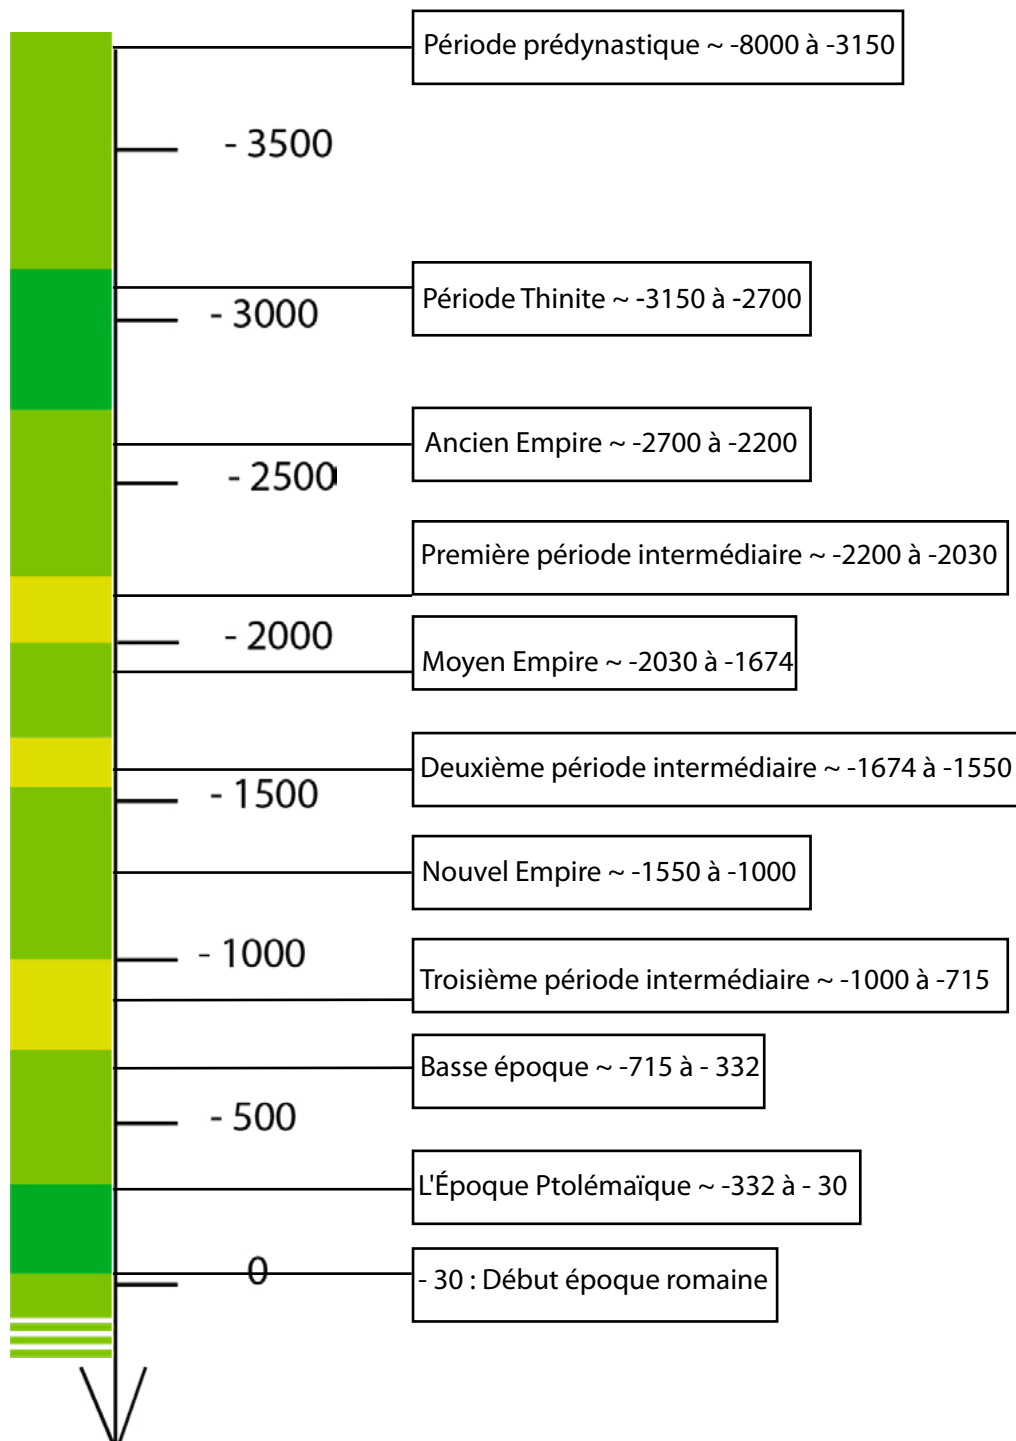 Période prédynastique ~ -8000 à -3150
- 3500
Période Thinite ~ -3150 à -2700
- 3000
Ancien Empire ~ -2700 à -2200
- 2500
Première période intermédiaire ~ -2200 à -2030
- 2000
Moyen Empire ~ -2030 à -1674
Deuxième période intermédiaire ~ -1674 à -1550
- 1500
Nouvel Empire ~ -1550 à -1000
- 1000
Troisième période intermédiaire ~ -1000 à -715
Basse époque ~ -715 à - 332
- 500
L'Époque Ptolémaïque ~ -332 à - 30
0
- 30 : Début époque romaine